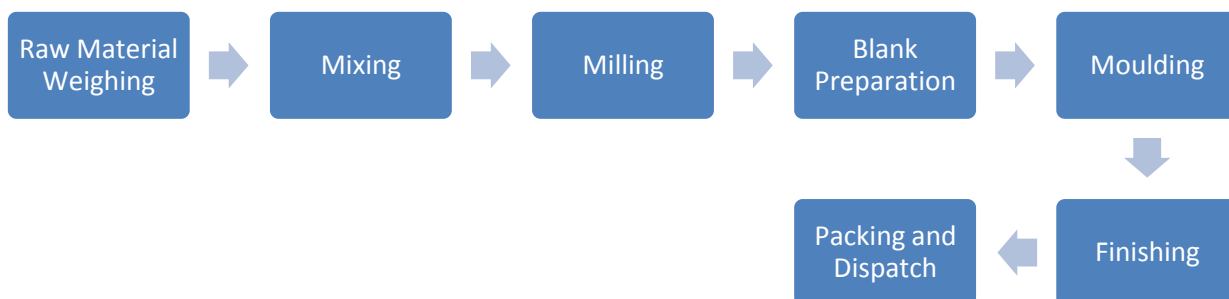 Raw Material
Weighing
Mixing
Milling
Blank
Preparation
Moulding
Packing and
Dispatch
Finishing